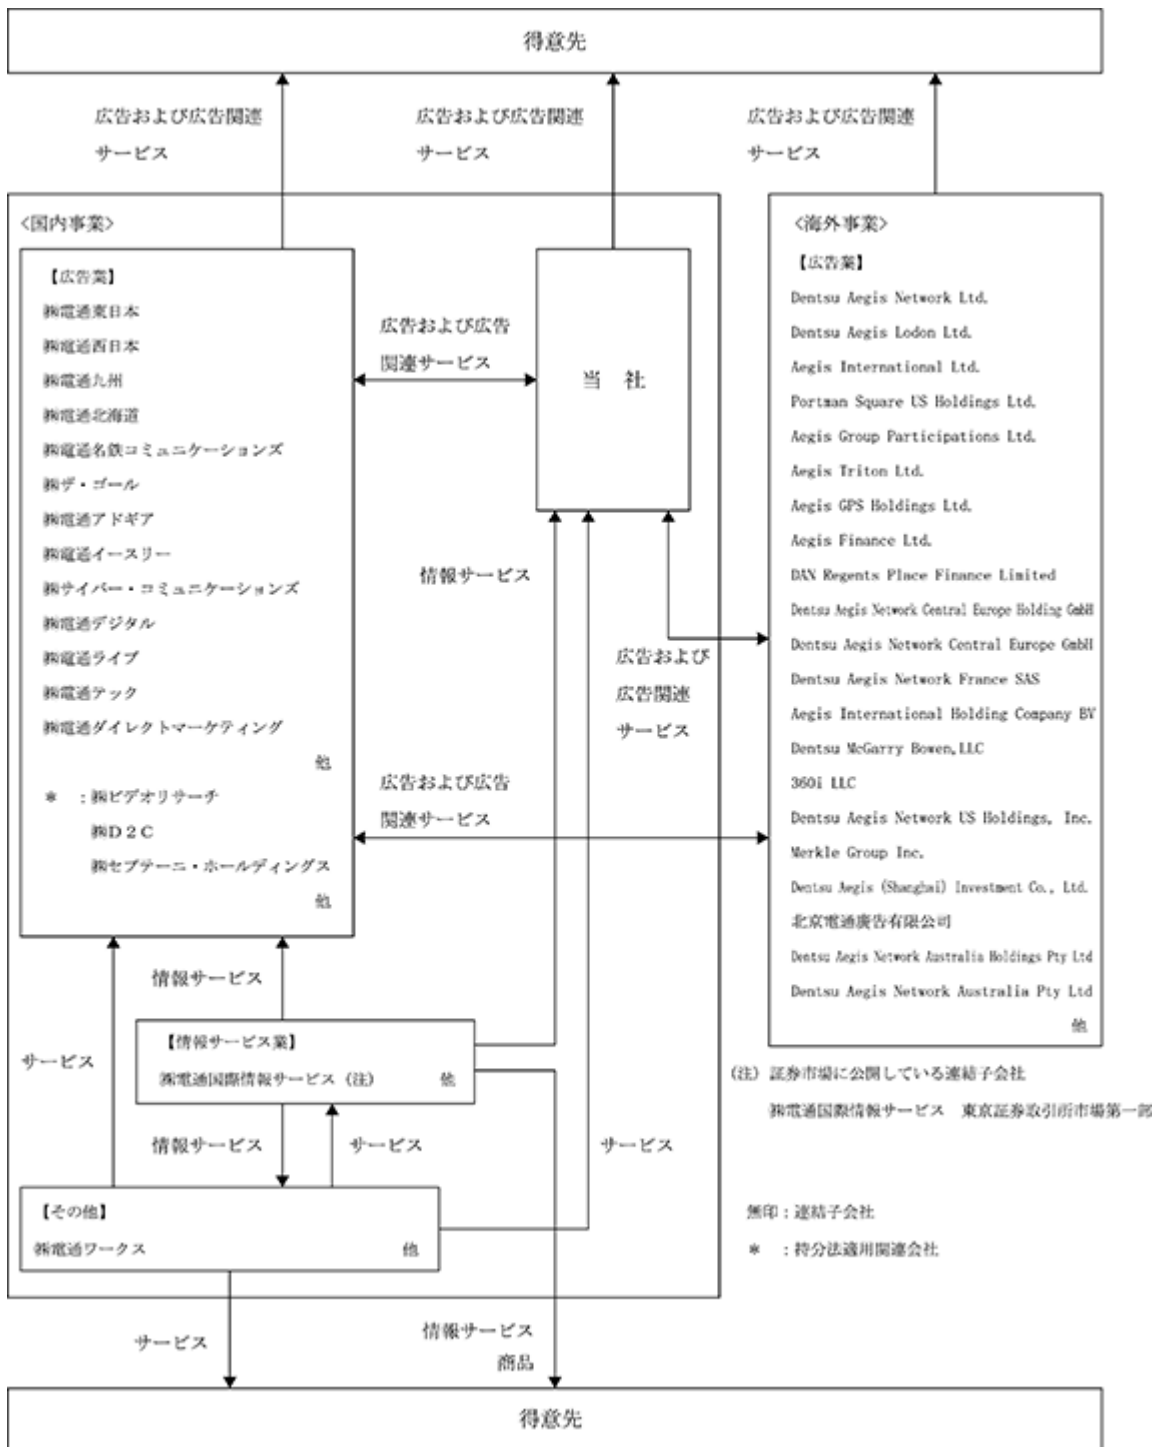 得意先
広告および広告関連
サービス
広告および広告関連
サービス
広告および広告関連
サービス
<国内事業>
【広告業】
㈱電通東日本
㈱電通西日本
㈱電通九州
㈱電通北海道
㈱電通名鉄コミュニケーションズ
㈱ザ・ゴール
㈱電通アドギア
㈱電通イースリー
㈱サイバー・コミュニケーションズ
㈱電通デジタル
㈱電通ライブ
㈱電通テック
㈱電通ダイレクトマーケティング
他
＊ ：㈱ビデオリサーチ
㈱Ｄ２Ｃ
㈱セプテーニ・ホールディングス
他
広告および広告
関連サービス
当 社
情報サービス
広告および
広告関連
サービス
広告および広告
関連サービス
<海外事業>
【広告業】
Dentsu Aegis Network Ltd.
Dentsu Aegis Lodon Ltd.
Aegis International Ltd.
Portman Square US Holdings Ltd.
Aegis Group Participations Ltd.
Aegis Triton Ltd.
Aegis GPS Holdings Ltd.
Aegis Finance Ltd.
DAN Regents Place Finance Limited
Dentsu Aegis Network Central Europe Holding GmbH
Dentsu Aegis Network Central Europe GmbH
Dentsu Aegis Network France SAS
Aegis International Holding Company BV
Dentsu McGarry Bowen,LLC
360i LLC
Dentsu Aegis Network US Holdings, Inc.
Merkle Group Inc.
Dentsu Aegis (Shanghai) Investment Co., Ltd.
北京電通廣告有限公司
Dentsu Aegis Network Australia Holdings Pty Ltd
Dentsu Aegis Network Australia Pty Ltd
他
情報サービス
サービス
【情報サービス業】
㈱電通国際情報サービス（注） 他
情報サービス
サービス
サービス
【その他】
㈱電通ワークス 他
(注) 証券市場に公開している連結子会社
㈱電通国際情報サービス 東京証券取引所市場第一部
無印：連結子会社
＊ ：持分法適用関連会社
サービス
情報サービス
商品
得意先